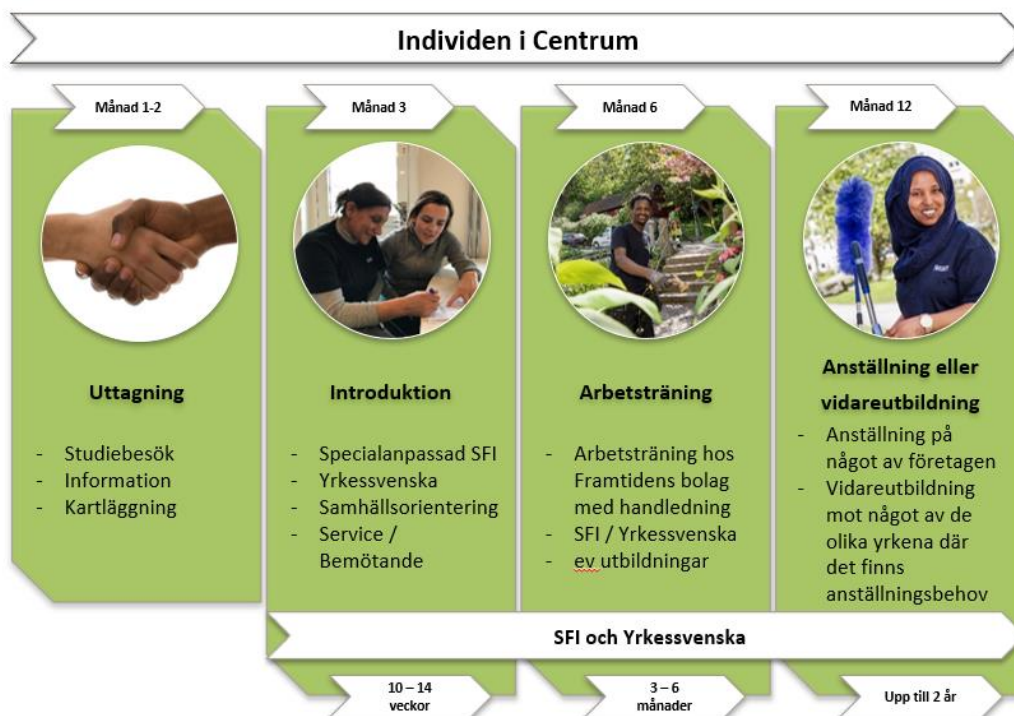 Individen i Centrum
Månad 1-2
Uttagning
- Studiebesök
- Information
- Kartläggning
Månad 3
Introduktion
- Specialanpassad SFI
- Yrkessvenska
- Samhällsorientering
- Service /
Bemötande
Månad 6
Arbetsträning
- Arbetsträning hos
Framtidens bolag
med handledning
- SFI / Yrkessvenska
- ev utbildningar
Månad 12
Anställning eller
vidareutbildning
- Anställning på
något av företagen
- Vidareutbildning
mot något av de
olika yrkena där
det finns
anställningsbehov
SFI och Yrkessvenska
10 – 14
veckor
3 – 6
månader
Upp till 2 år